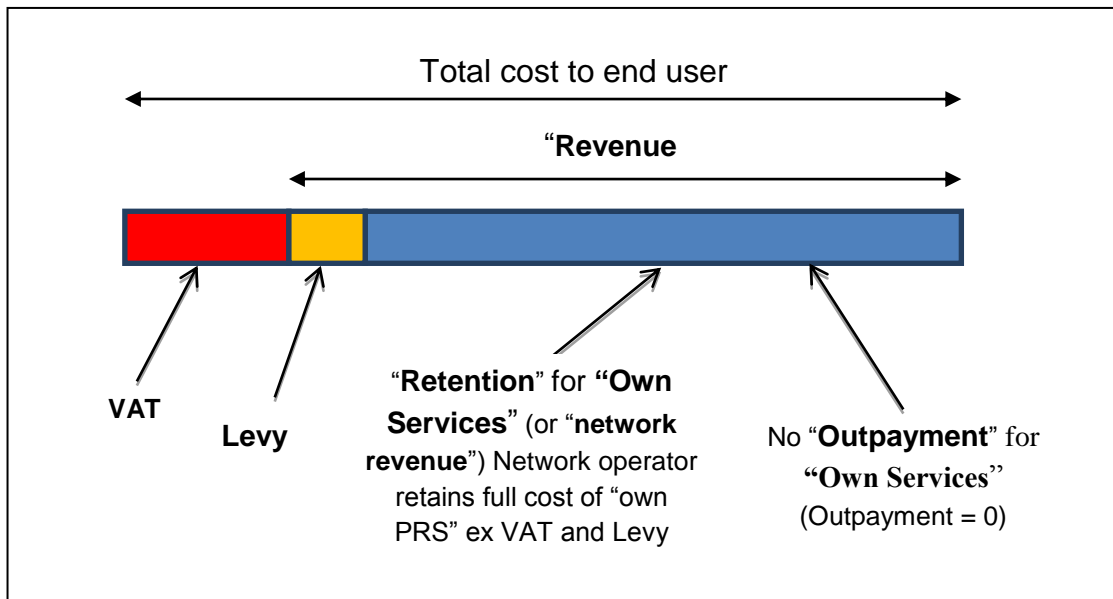 Total cost to end user
“Revenue
VAT
Levy
“Retention” for “Own
Services” (or “network
revenue”) Network operator
retains full cost of “own
PRS” ex VAT and Levy
No “Outpayment” for
“Own Services”
(Outpayment = 0)